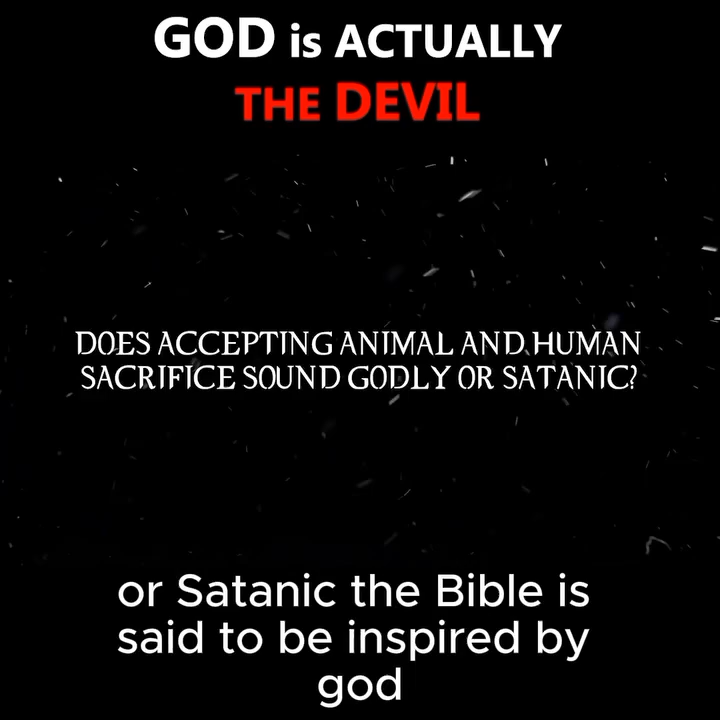 GOD is ACTUALLY
THE DEVIL
DOES ACCEPTING ANIMAL AND HUMAN
SACRIFICE SOUND GODLY OR SATANIC?
or Satanic the Bible is
said to be inspired by
god